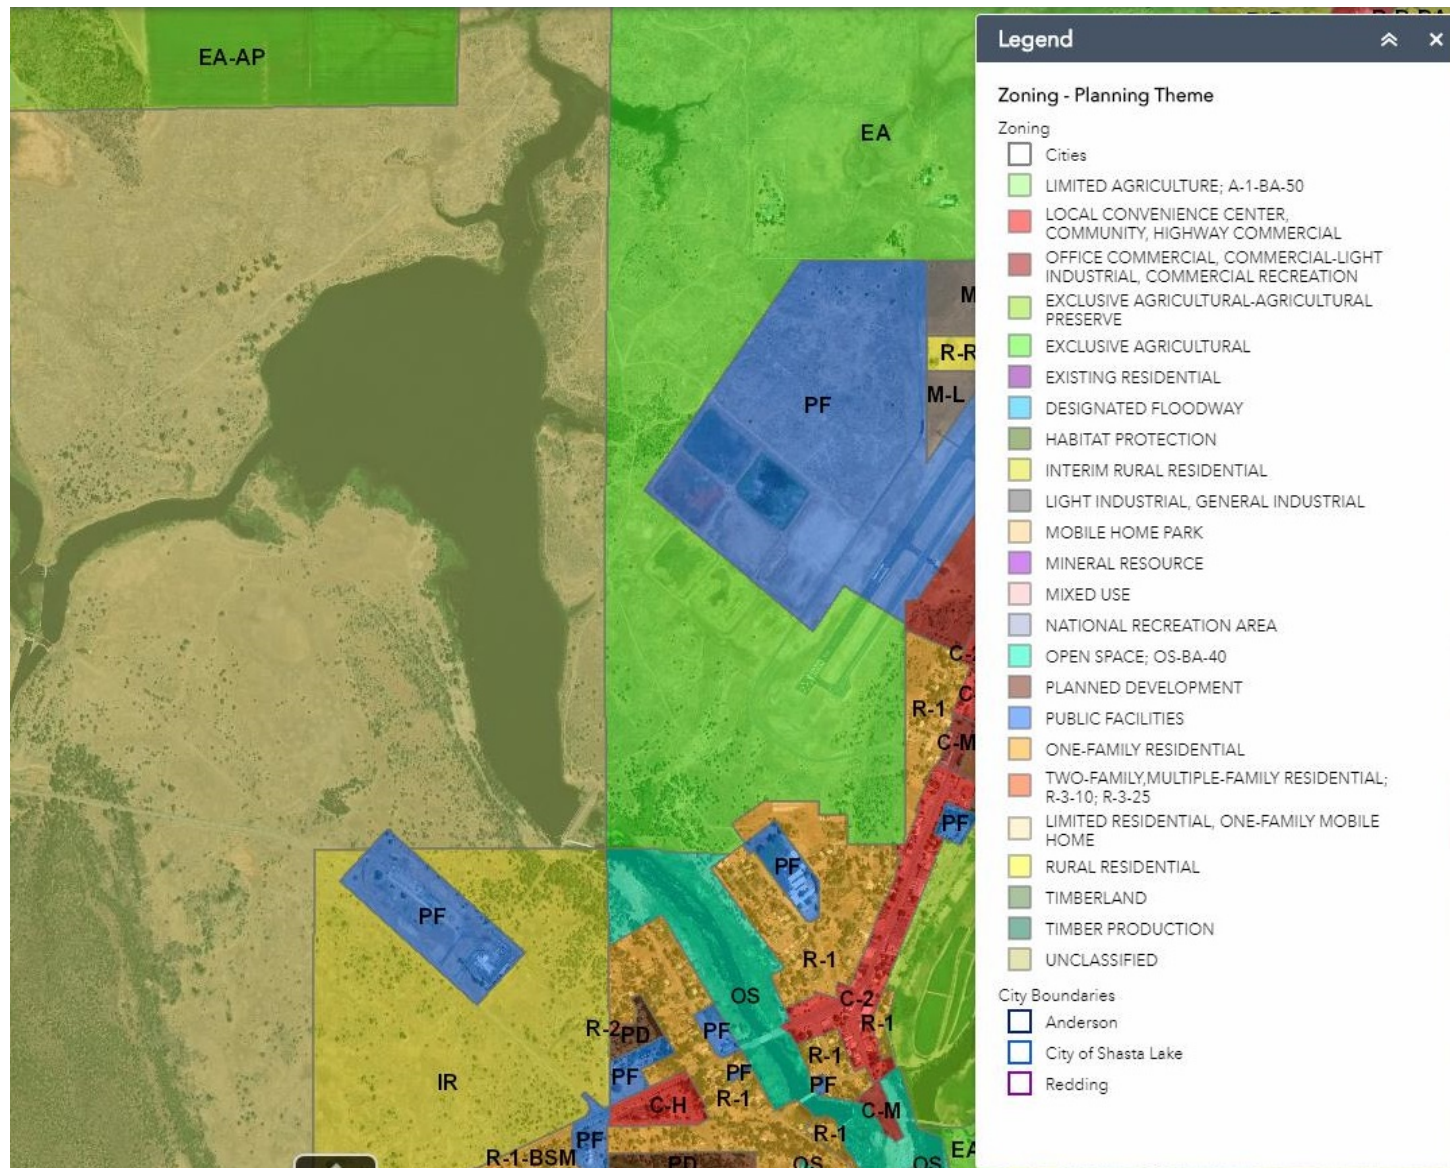 EA-AP
EA
M
R-R
M-L
PF
C-
C
R-1
C-M
PF
PF
PF
R-1
OS
C-2
R-1
R-2
PD
PF
R-1
PF
PF
PF
IR
R-1
C-H
C-M
R-1
PF
R-1-BSM
PD
OS
OS
EA
Legend
Zoning - Planning Theme
Zoning
Cities
LIMITED AGRICULTURE; A-1-BA-50
LOCAL CONVENIENCE CENTER,
COMMUNITY, HIGHWAY COMMERCIAL
OFFICE COMMERCIAL, COMMERCIAL-LIGHT
INDUSTRIAL, COMMERCIAL RECREATION
EXCLUSIVE AGRICULTURAL-AGRICULTURAL
PRESERVE
EXCLUSIVE AGRICULTURAL
EXISTING RESIDENTIAL
DESIGNATED FLOODWAY
HABITAT PROTECTION
INTERIM RURAL RESIDENTIAL
LIGHT INDUSTRIAL, GENERAL INDUSTRIAL
MOBILE HOME PARK
MINERAL RESOURCE
MIXED USE
NATIONAL RECREATION AREA
OPEN SPACE; OS-BA-40
PLANNED DEVELOPMENT
PUBLIC FACILITIES
ONE-FAMILY RESIDENTIAL
TWO-FAMILY,MULTIPLE-FAMILY RESIDENTIAL;
R-3-10; R-3-25
LIMITED RESIDENTIAL, ONE-FAMILY MOBILE
HOME
RURAL RESIDENTIAL
TIMBERLAND
TIMBER PRODUCTION
UNCLASSIFIED
City Boundaries
Anderson
City of Shasta Lake
Redding